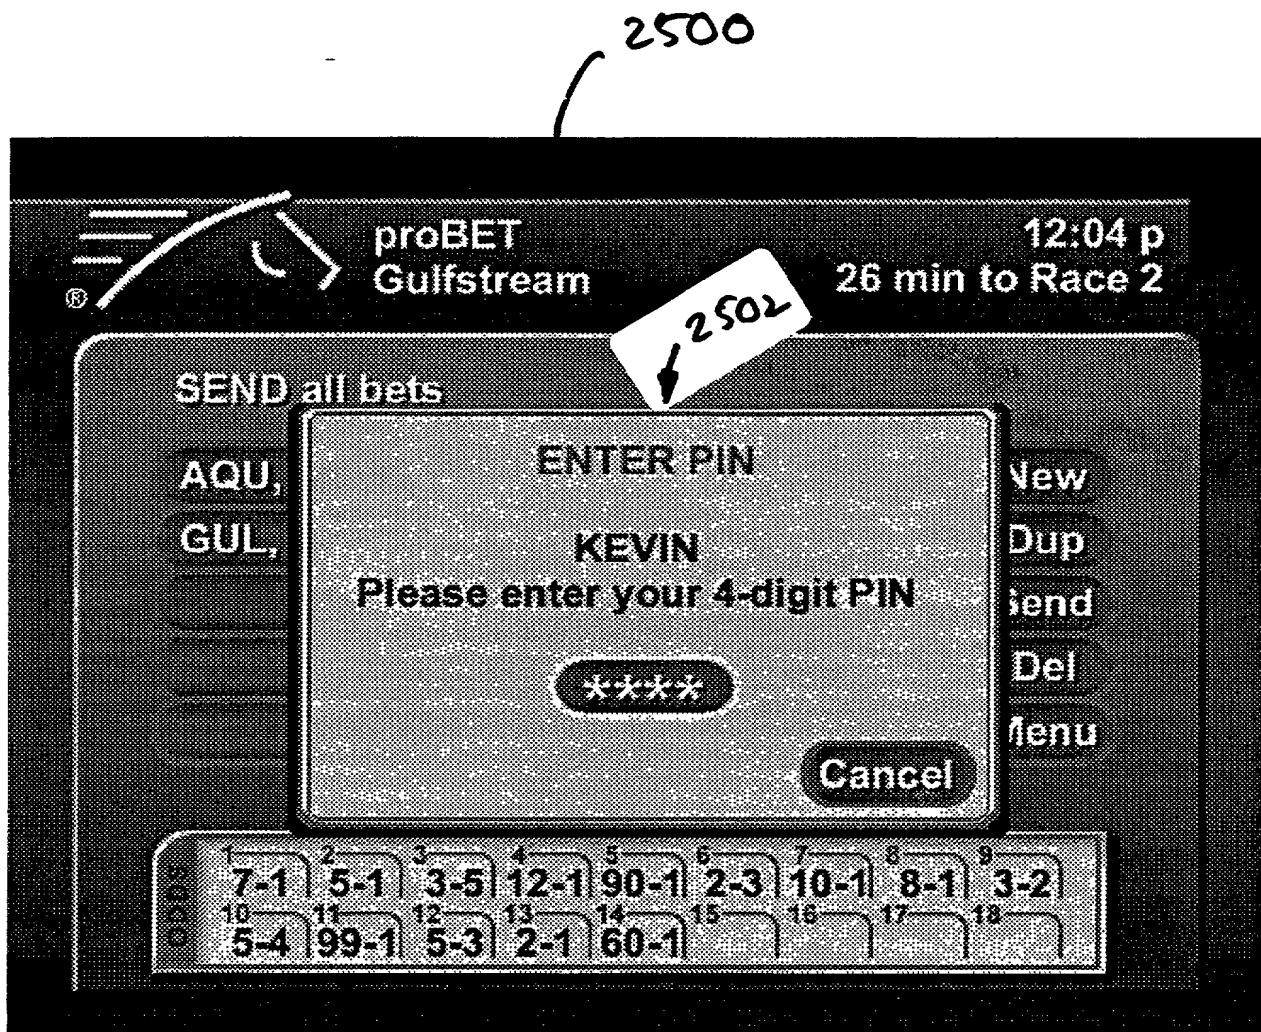 2500
proBET
12:04 p
Gulfstream
26 min to Race 2
®
2502
SEND all bets
ENTER PIN
AQU,
New
GUL,
KEVIN
Dup
Please enter your 4-digit PIN
Send
****
Del
Menu
Cancel
ODDS
1 2 3 4 5 6 7 8 9
7-1 5-1 3-5 12-1 90-1 2-3 10-1 8-1 3-2
10 11 12 13 14 15 16 17 18
5-4 99-1 5-3 2-1 60-1